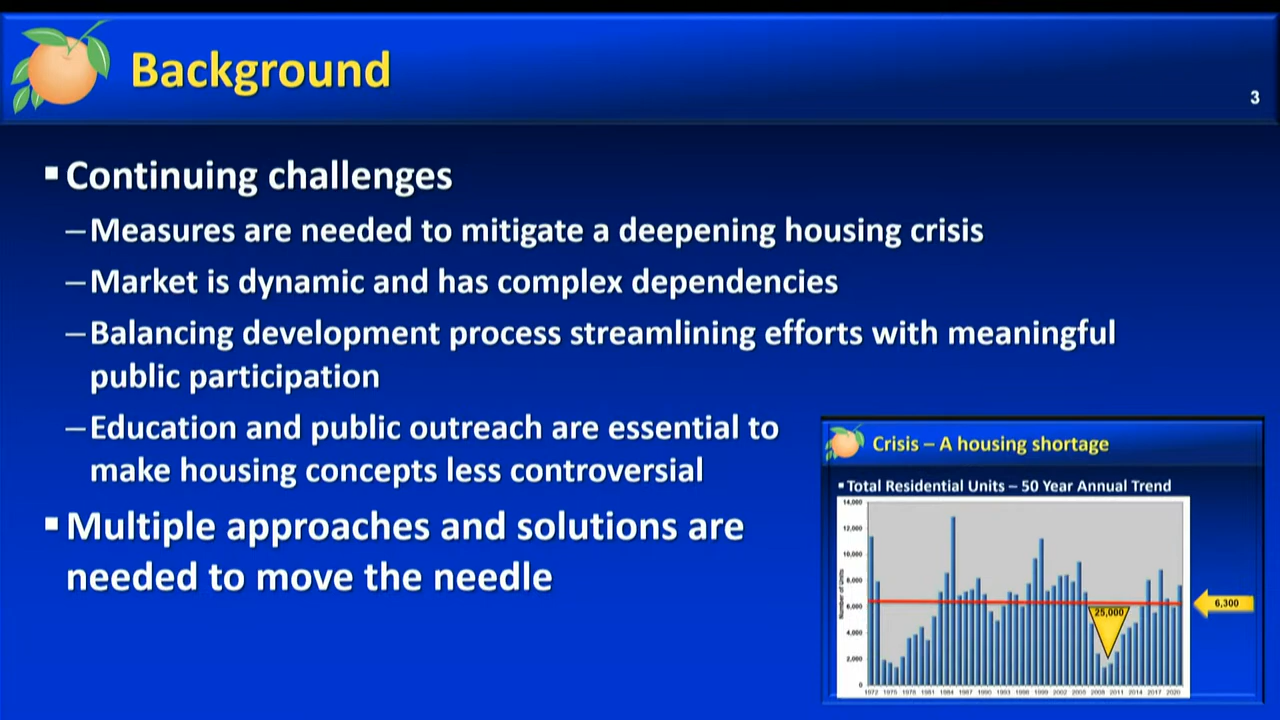 Background
3
▪ Continuing challenges
– Measures are needed to mitigate a deepening housing crisis
– Market is dynamic and has complex dependencies
– Balancing development process streamlining efforts with meaningful
public participation
– Education and public outreach are essential to
make housing concepts less controversial
▪ Multiple approaches and solutions are
needed to move the needle
Crisis – A housing shortage
▪ Total Residential Units – 50 Year Annual Trend
14,000
12,000
10,000
8,000
6,000
4,000
2,000
0
Number of Units
25,000
6,300
1972 1975 1978 1981 1984 1987 1990 1993 1996 1999 2002 2005 2008 2011 2014 2017 2020